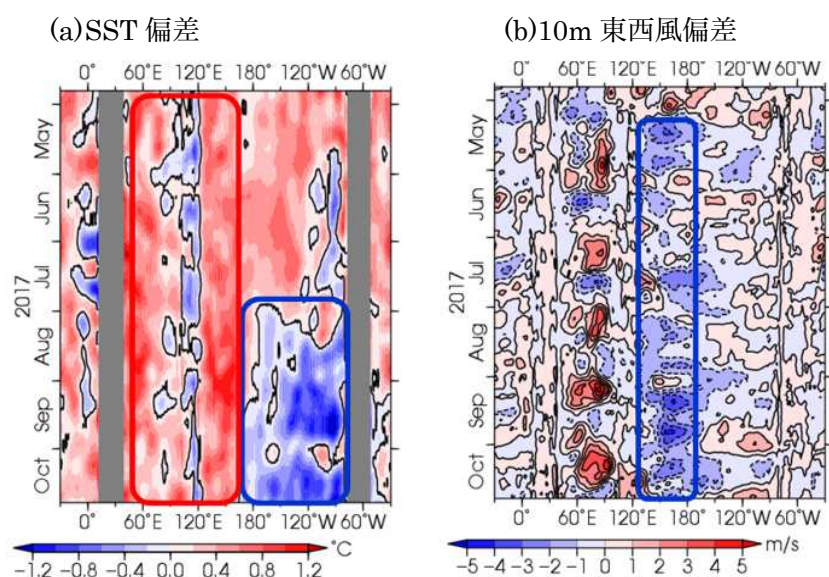 (a)SST 偏差
(b)10m 東西風偏差
0° 60°E 120°E 180° 120°W 60°W
0° 60°E 120°E 180° 120°W 60°W
May
Jun
Jul
Aug
Sep
Oct
2017
May
Jun
Jul
Aug
Sep
Oct
2017
0° 60°E 120°E 180° 120°W 60°W
0° 60°E 120°E 180° 120°W 60°W
-1.2 -0.8 -0.4 0.0 0.4 0.8 1.2
°C
-5 -4 -3 -2 -1 0 1 2 3 4 5
m/s